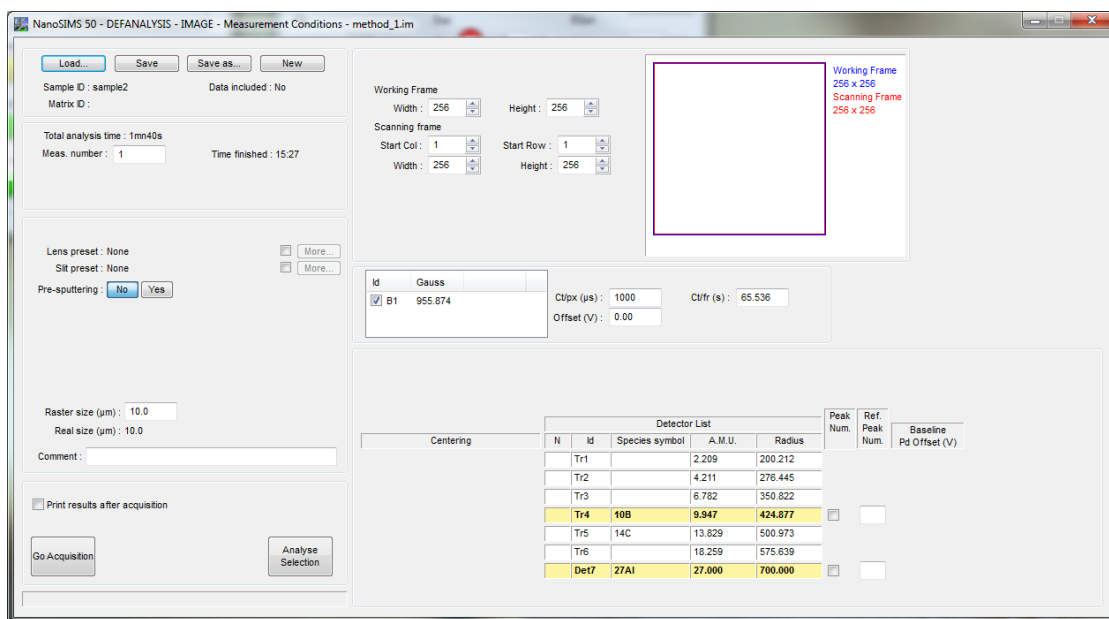 NanoSIMS 50 - DEFANALYSIS - IMAGE - Measurement Conditions - method_1.im
Load... Save Save as... New
Sample ID : sample2 Data included : No
Matrix ID :
Total analysis time : 1mn40s
Meas. number : 1 Time finished : 15:27
Lens preset : None More...
Slit preset : None More...
Pre-sputtering : No Yes
Raster size (µm) : 10.0
Real size (µm) : 10.0
Comment :
Print results after acquisition
Go Acquisition
Analyse
Selection
Working Frame
Width : 256 Height : 256
Scanning frame
Start Col : 1 Start Row : 1
Width : 256 Height : 256
Working Frame
256 x 256
Scanning Frame
256 x 256
Id Gauss
B1 955.874
Ct/px (µs) : 1000 Ct/fr (s) : 65.536
Offset (V) : 0.00
Centering
Detector List
N Id Species symbol A.M.U. Radius
Peak
Num.
Ref.
Peak
Num.
Baseline
Pd Offset (V)
Tr1 2.209 200.212
Tr2 4.211 276.445
Tr3 6.782 350.822
Tr4 10B 9.947 424.877
Tr5 14C 13.829 500.973
Tr6 18.259 575.639
Det7 27Al 27.000 700.000